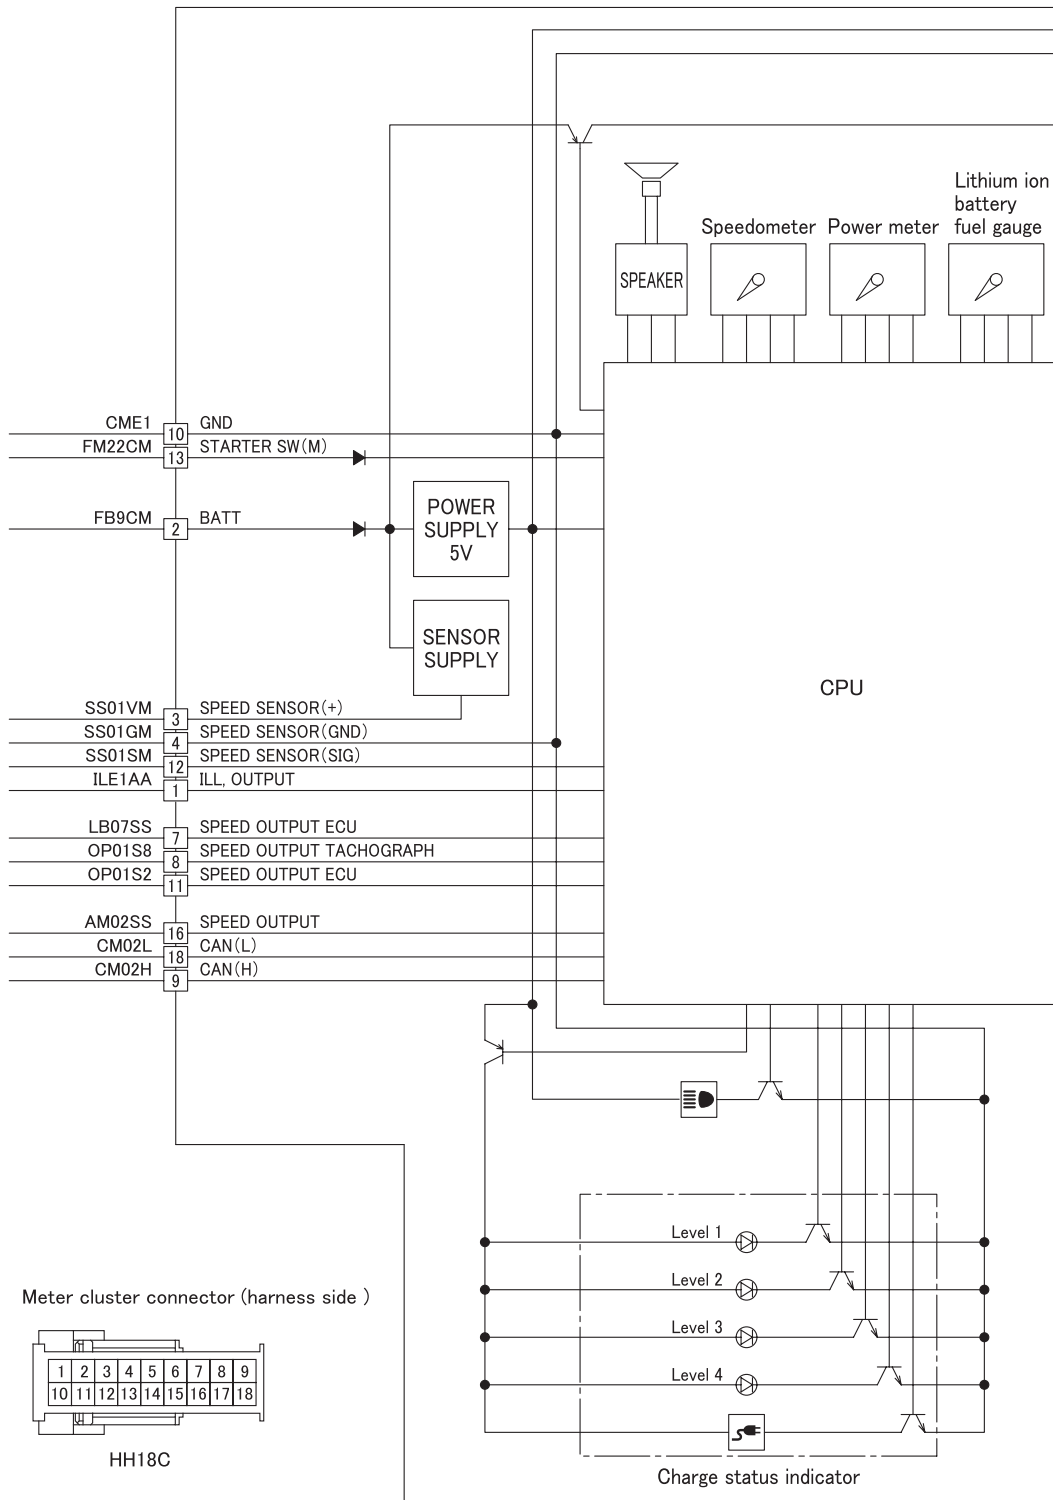 Lithium ion
battery
fuel gauge
Speedometer
Power meter
SPEAKER
CME1 10 GND
FM22CM 13 STARTER SW(M)
FB9CM 2 BATT
POWER
SUPPLY
5V
SENSOR
SUPPLY
CPU
SS01VM 3 SPEED SENSOR(+)
SS01GM 4 SPEED SENSOR(GND)
SS01SM 12 SPEED SENSOR(SIG)
ILE1AA 1 ILL, OUTPUT
LB07SS 7 SPEED OUTPUT ECU
OP01S8 8 SPEED OUTPUT TACHOGRAPH
OP01S2 11 SPEED OUTPUT ECU
AM02SS 16 SPEED OUTPUT
CM02L 18 CAN(L)
CM02H 9 CAN(H)
Level 1
Level 2
Level 3
Level 4
Charge status indicator
Meter cluster connector (harness side )
1 2 3 4 5 6 7 8 9
10 11 12 13 14 15 16 17 18
HH18C